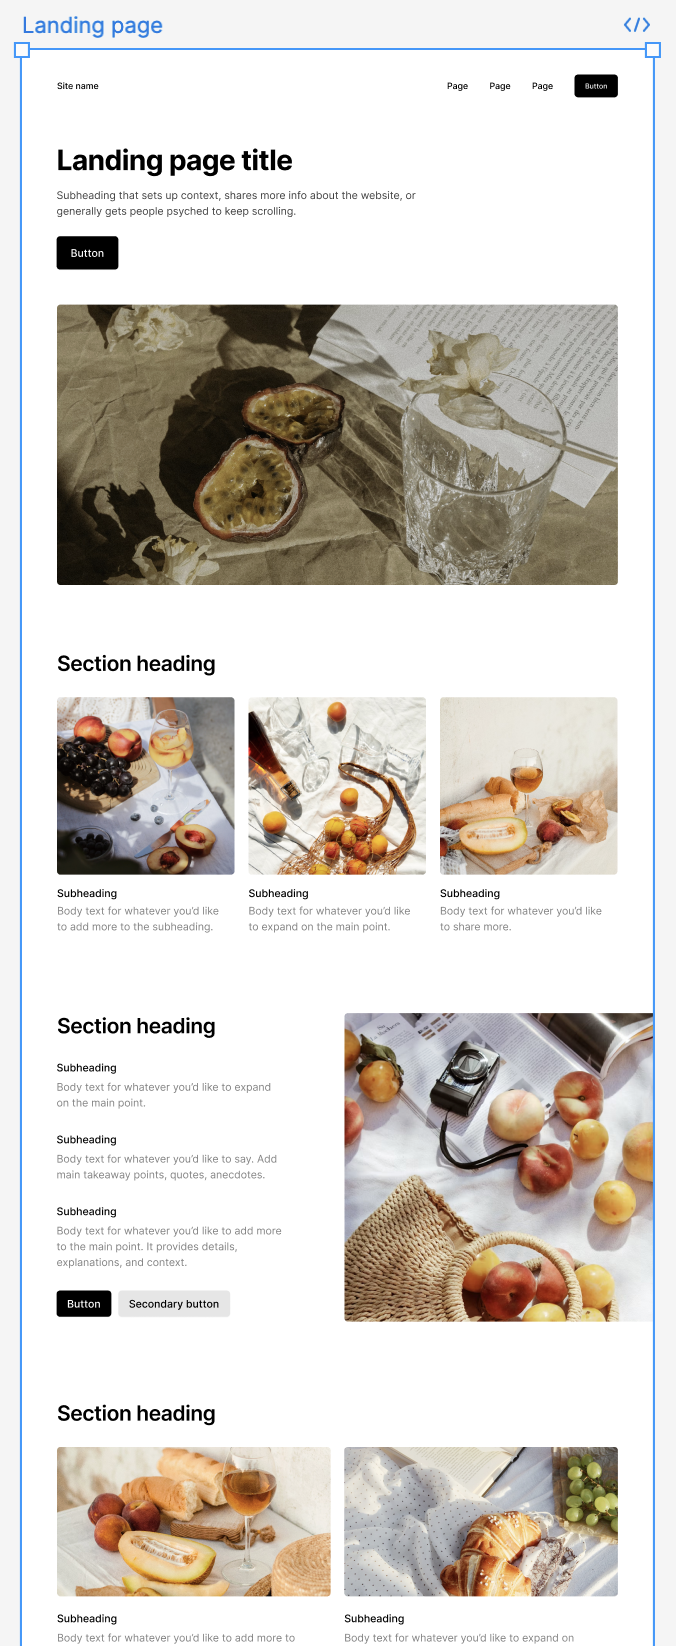 Landing page
Site name
Page
Page
Page
Button
Landing page title
Subheading that sets up context, shares more info about the website, or
generally gets people psyched to keep scrolling.
Button
Section heading
Subheading
Body text for whatever you’d like
to add more to the subheading.
Subheading
Body text for whatever you’d like
to expand on the main point.
Subheading
Body text for whatever you’d like
to share more.
Section heading
Subheading
Body text for whatever you’d like to expand
on the main point.
Subheading
Body text for whatever you’d like to say. Add
main takeaway points, quotes, anecdotes.
Subheading
Body text for whatever you’d like to add more
to the main point. It provides details,
explanations, and context.
Button
Secondary button
Section heading
Subheading
Body text for whatever you’d like to add more to
Subheading
Body text for whatever you’d like to expand on